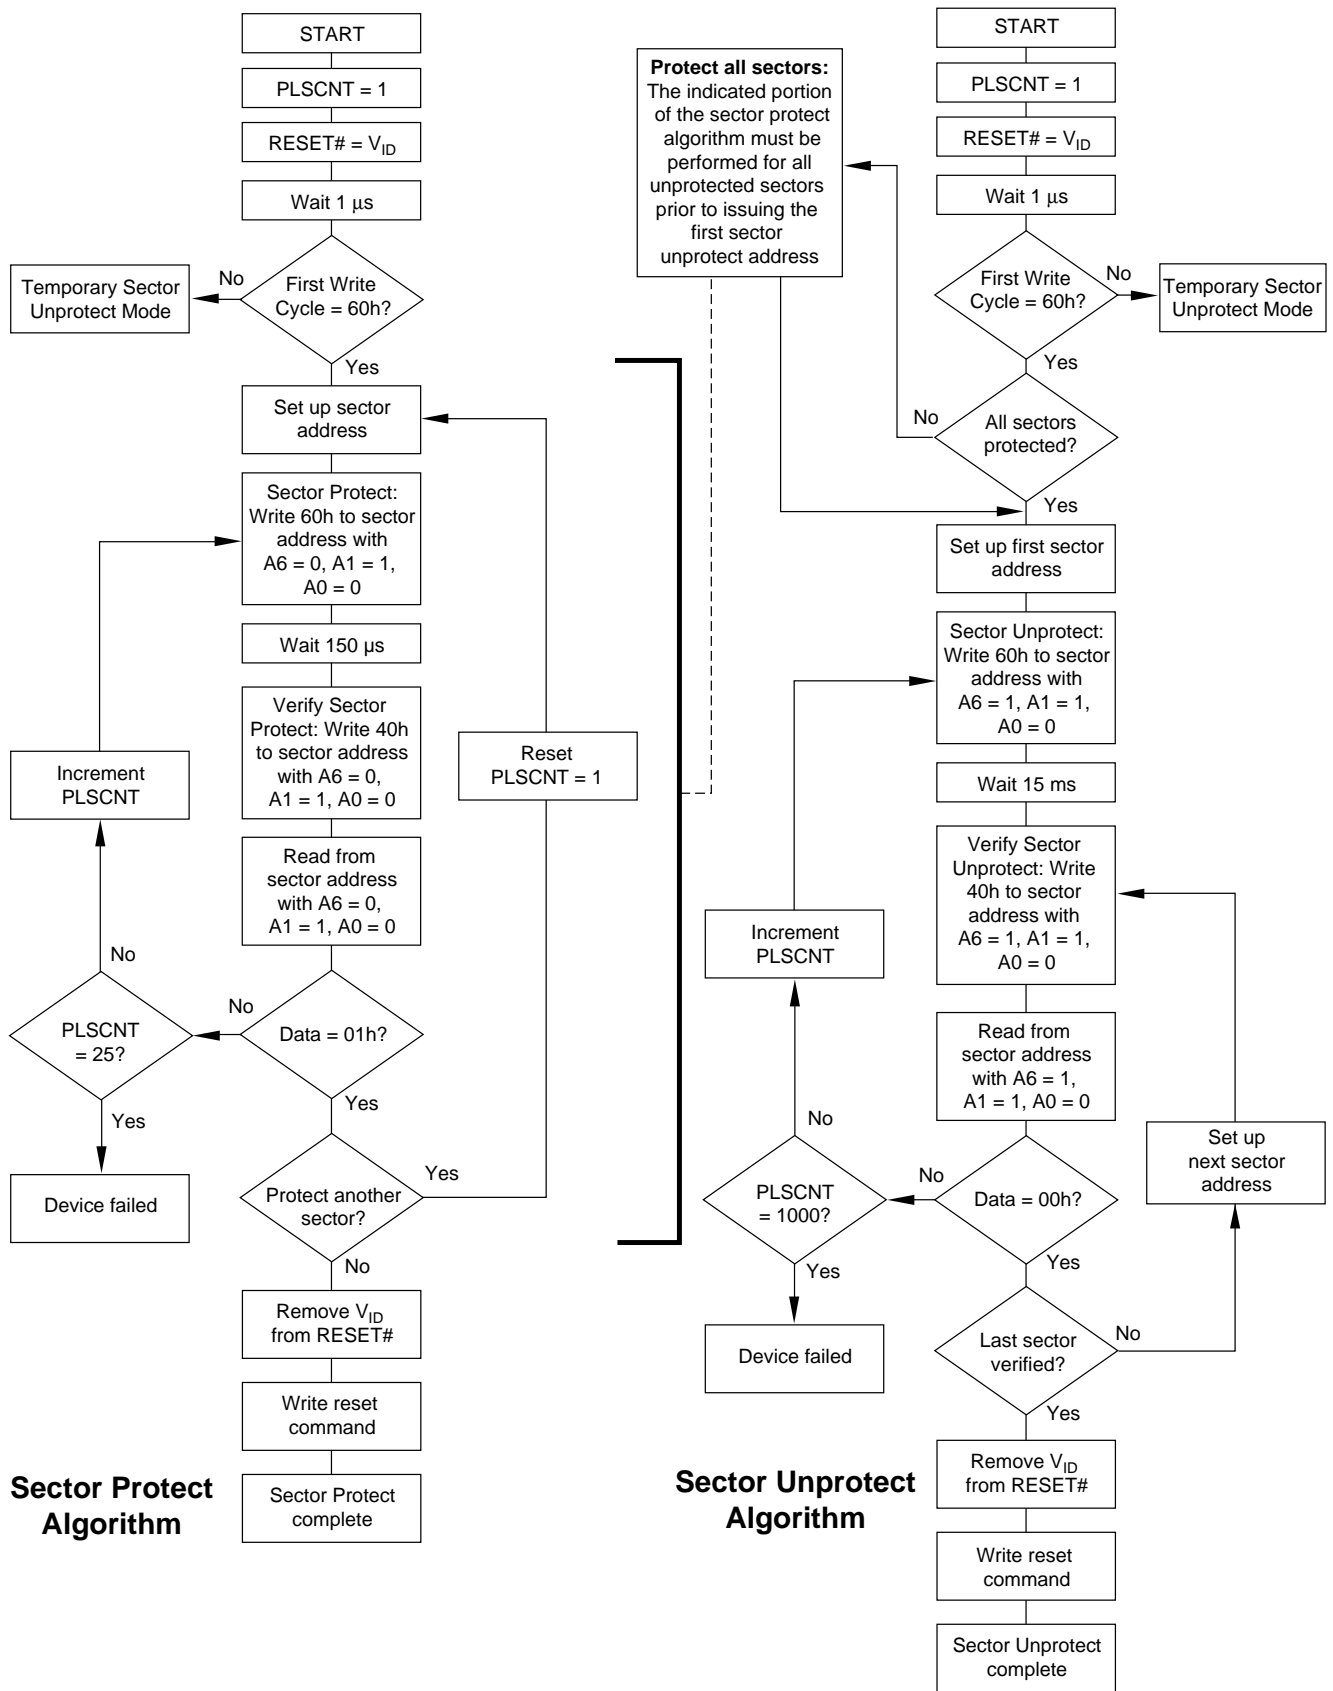 START
PLSCNT = 1
RESET# = VID
Wait 1 μs
First Write
Cycle = 60h?
No
Temporary Sector
Unprotect Mode
Yes
Set up sector
address
Sector Protect:
Write 60h to sector
address with
A6 = 0, A1 = 1,
A0 = 0
Wait 150 µs
Verify Sector
Protect: Write 40h
to sector address
with A6 = 0,
A1 = 1, A0 = 0
Reset
PLSCNT = 1
Increment
PLSCNT
Read from
sector address
with A6 = 0,
A1 = 1, A0 = 0
No
No
PLSCNT
= 25?
Data = 01h?
Yes
Yes
Device failed
Protect another
sector?
Yes
No
Remove VID
from RESET#
Write reset
command
Sector Protect
complete
Sector Protect
Algorithm
Protect all sectors:
The indicated portion
of the sector protect
algorithm must be
performed for all
unprotected sectors
prior to issuing the
first sector
unprotect address
START
PLSCNT = 1
RESET# = VID
Wait 1 μs
First Write
Cycle = 60h?
No
Temporary Sector
Unprotect Mode
Yes
No
All sectors
protected?
Yes
Set up first sector
address
Sector Unprotect:
Write 60h to sector
address with
A6 = 1, A1 = 1,
A0 = 0
Wait 15 ms
Verify Sector
Unprotect: Write
40h to sector
address with
A6 = 1, A1 = 1,
A0 = 0
Increment
PLSCNT
Read from
sector address
with A6 = 1,
A1 = 1, A0 = 0
No
Set up
next sector
address
No
PLSCNT
= 1000?
Data = 00h?
Yes
Yes
Device failed
Last sector
verified?
No
Yes
Remove VID
from RESET#
Write reset
command
Sector Unprotect
complete
Sector Unprotect
Algorithm